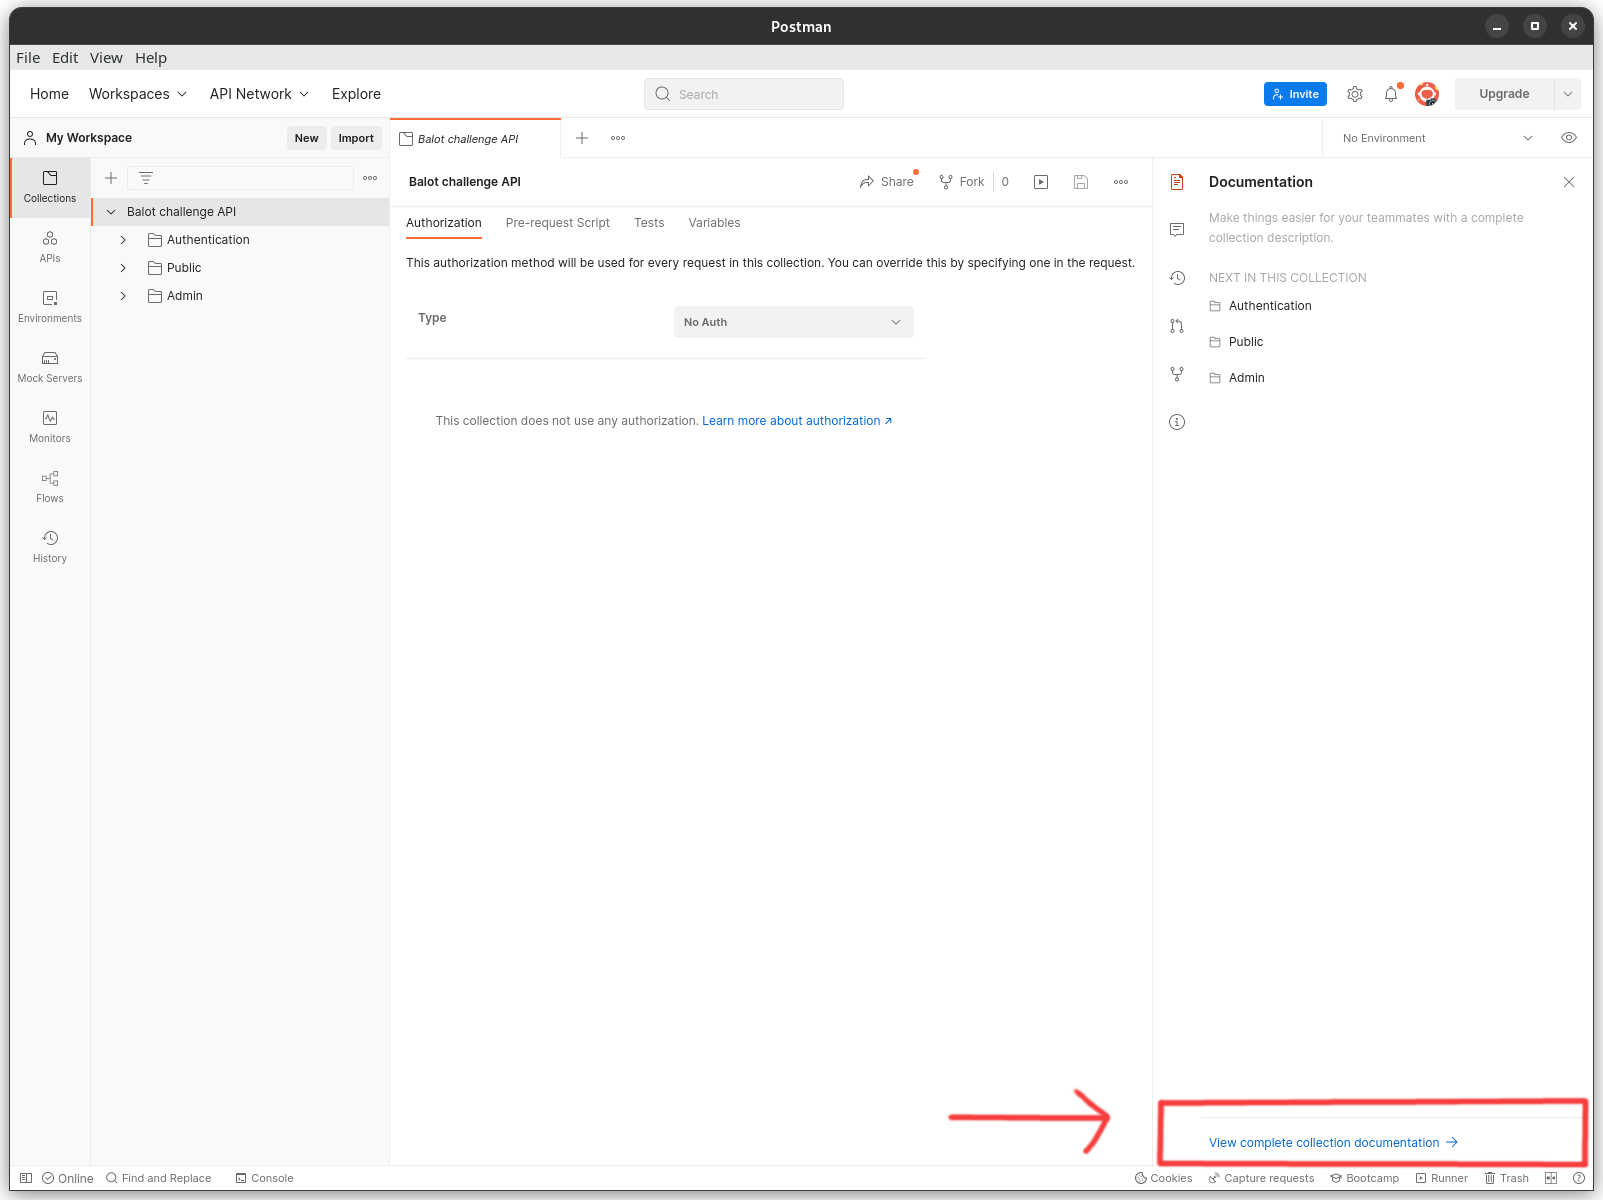 Postman
File Edit View Help
Home Workspaces API Network Explore
Search
Invite
Upgrade
My Workspace
New Import
Balot challenge API
No Environment
Collections
APIs
Environments
Mock Servers
Monitors
Flows
History
Balot challenge API
Authentication
Public
Admin
Balot challenge API
Share Fork 0
Authorization Pre-request Script Tests Variables
This authorization method will be used for every request in this collection. You can override this by specifying one in the request.
Type
No Auth
This collection does not use any authorization. Learn more about authorization ↗
Documentation
Make things easier for your teammates with a complete
collection description.
NEXT IN THIS COLLECTION
Authentication
Public
Admin
View complete collection documentation →
Online Find and Replace Console
Cookies Capture requests Bootcamp Runner Trash